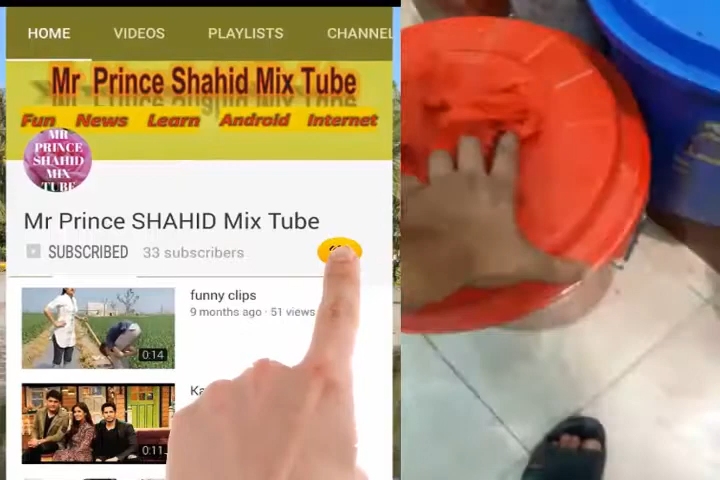 HOME VIDEOS PLAYLISTS CHANNEL
Mr Prince Shahid Mix Tube
Fun News Learn Android Internet
MR
PRINCE
SHAHID
MIX
TUBE
Mr Prince SHAHID Mix Tube
SUBSCRIBED 33 subscribers
funny clips
9 months ago · 51 views
0:14
0:11